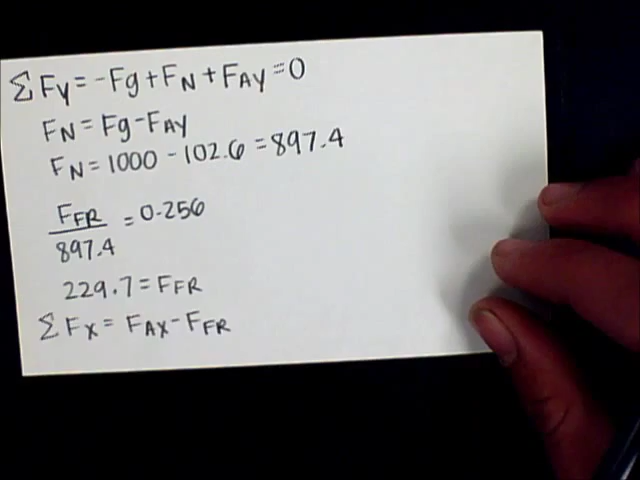 ΣFy = -Fg + FN + FAY = 0
FN = Fg - FAY
FN = 1000 - 102.6 = 897.4
FFR / 897.4 = 0.256
229.7 = FFR
ΣFx = FAX - FFR